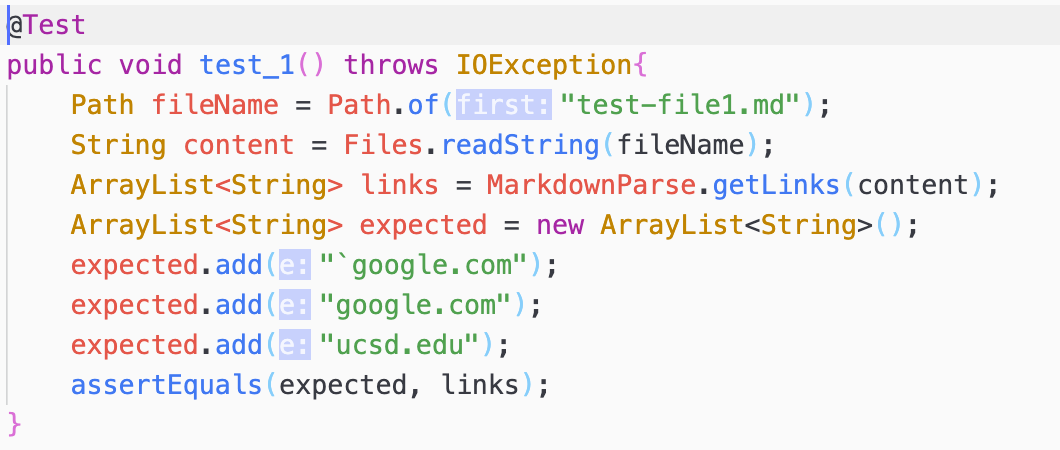 @Test
public void test_1() throws IOException{
    Path fileName = Path.of(first: "test-file1.md");
    String content = Files.readString(fileName);
    ArrayList<String> links = MarkdownParse.getLinks(content);
    ArrayList<String> expected = new ArrayList<String>();
    expected.add(e: "`google.com");
    expected.add(e: "google.com");
    expected.add(e: "ucsd.edu");
    assertEquals(expected, links);
}